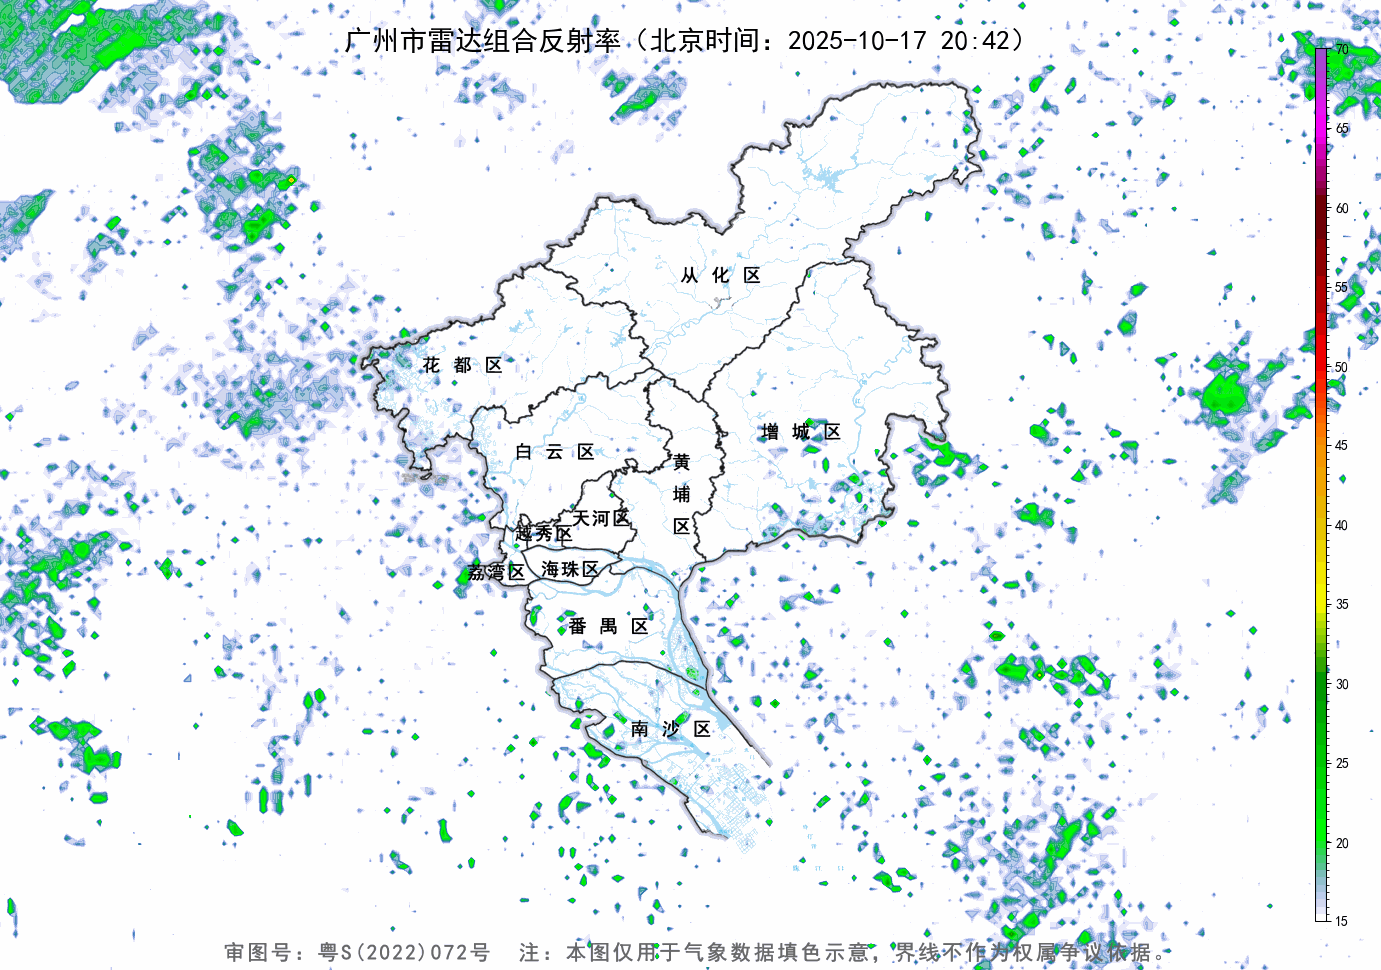 广州市雷达组合反射率（北京时间：2025-10-17 20:42）
70
65
60
55
50
45
40
35
30
25
20
15
从化区
花都区
增城区
白云区
黄埔区
天河区
越秀区
海珠区
荔湾区
番禺区
南沙区
审图号：粤S(2022)072号 注：本图仅用于气象数据填色示意，界线不作为权属争议依据。